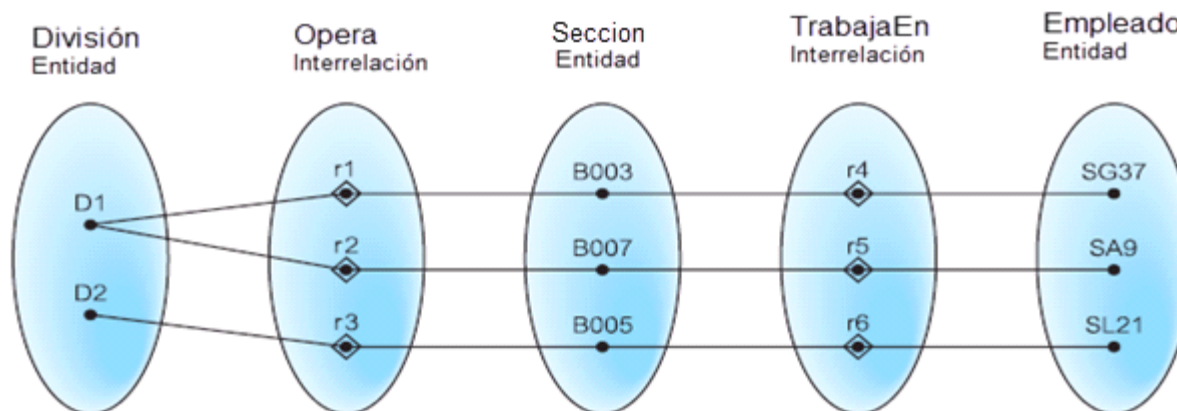 División
Entidad
Opera
Interrelación
Seccion
Entidad
TrabajaEn
Interrelación
Empleado
Entidad
D1
D2
r1
r2
r3
B003
B007
B005
r4
r5
r6
SG37
SA9
SL21